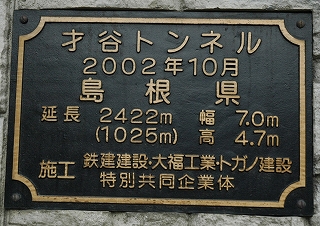 才谷トンネル
2002年10月
島根県
延長 2422m 幅 7.0m
(1025m) 高 4.7m
施工 鉄建建設・大福工業・トガノ建設
特別共同企業体